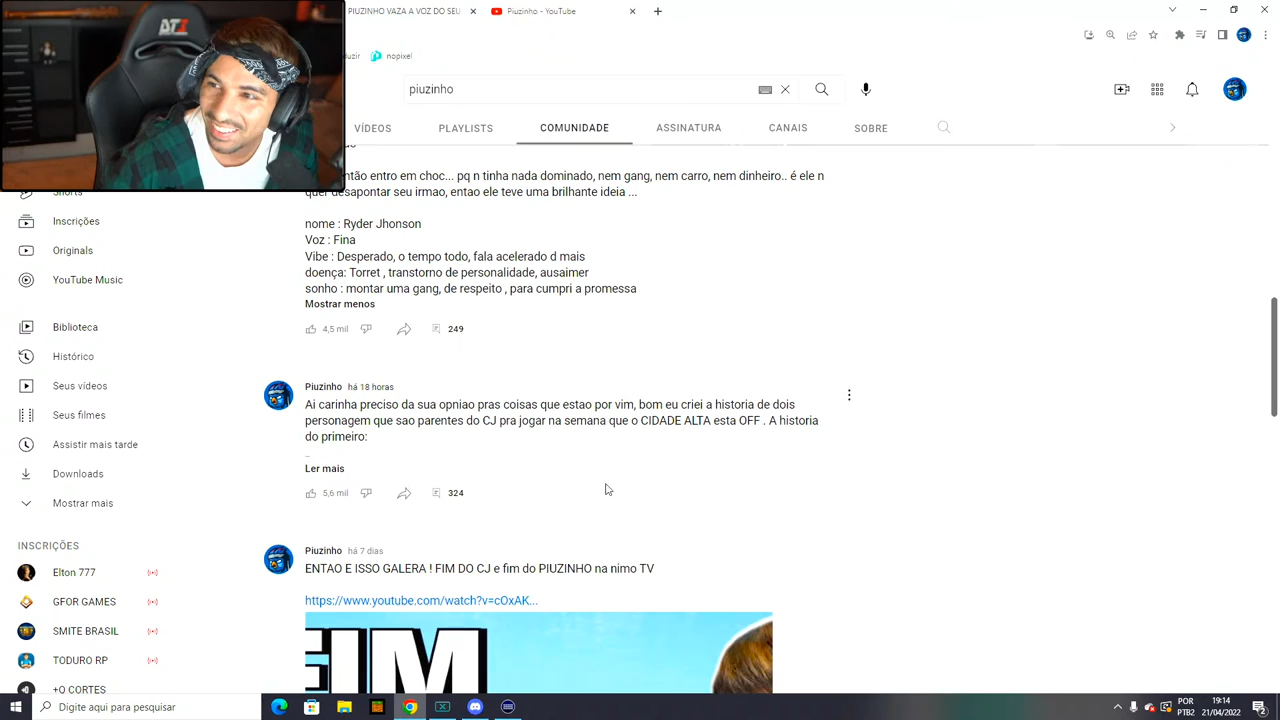 DT3
PIUZINHO VAZA A VOZ DO SEU
Piuzinho - YouTube
nopixel
piuzinho
VÍDEOS
PLAYLISTS
COMUNIDADE
ASSINATURA
CANAIS
SOBRE
então entro em choc... pq n tinha nada dominado, nem gang, nem carro, nem dinheiro.. é ele n
quer desapontar seu irmao, entao ele teve uma brilhante ideia ...
nome : Ryder Jhonson
Voz : Fina
Vibe : Desperado, o tempo todo, fala acelerado d mais
doença: Torret , transtorno de personalidade, ausaimer
sonho : montar uma gang, de respeito , para cumpri a promessa
Mostrar menos
4,5 mil
249
Piuzinho há 18 horas
Ai carinha preciso da sua opniao pras coisas que estao por vim, bom eu criei a historia de dois
personagem que sao parentes do CJ pra jogar na semana que o CIDADE ALTA esta OFF . A historia
do primeiro:
Ler mais
5,6 mil
324
Piuzinho há 7 dias
ENTAO E ISSO GALERA ! FIM DO CJ e fim do PIUZINHO na nimo TV
https://www.youtube.com/watch?v=cOxAK...
FIM
Shorts
Inscrições
Originals
YouTube Music
Biblioteca
Histórico
Seus vídeos
Seus filmes
Assistir mais tarde
Downloads
Mostrar mais
INSCRIÇÕES
Elton 777
GFOR GAMES
SMITE BRASIL
TODURO RP
+Q CORTES
Digite aqui para pesquisar
POR
PTB2
19:14
21/04/2022
2